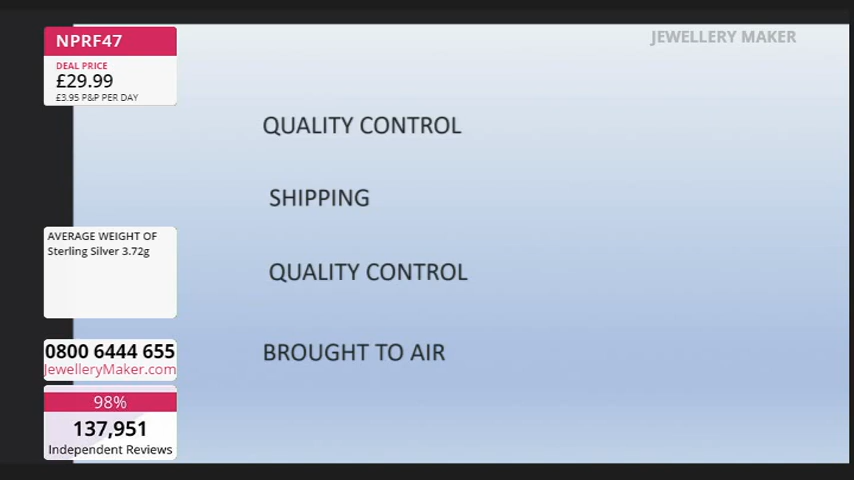 NPRF47
DEAL PRICE
£29.99
£3.95 P&P PER DAY
JEWELLERY MAKER
QUALITY CONTROL
SHIPPING
QUALITY CONTROL
BROUGHT TO AIR
AVERAGE WEIGHT OF
Sterling Silver 3.72g
0800 6444 655
JewelleryMaker.com
98%
137,951
Independent Reviews